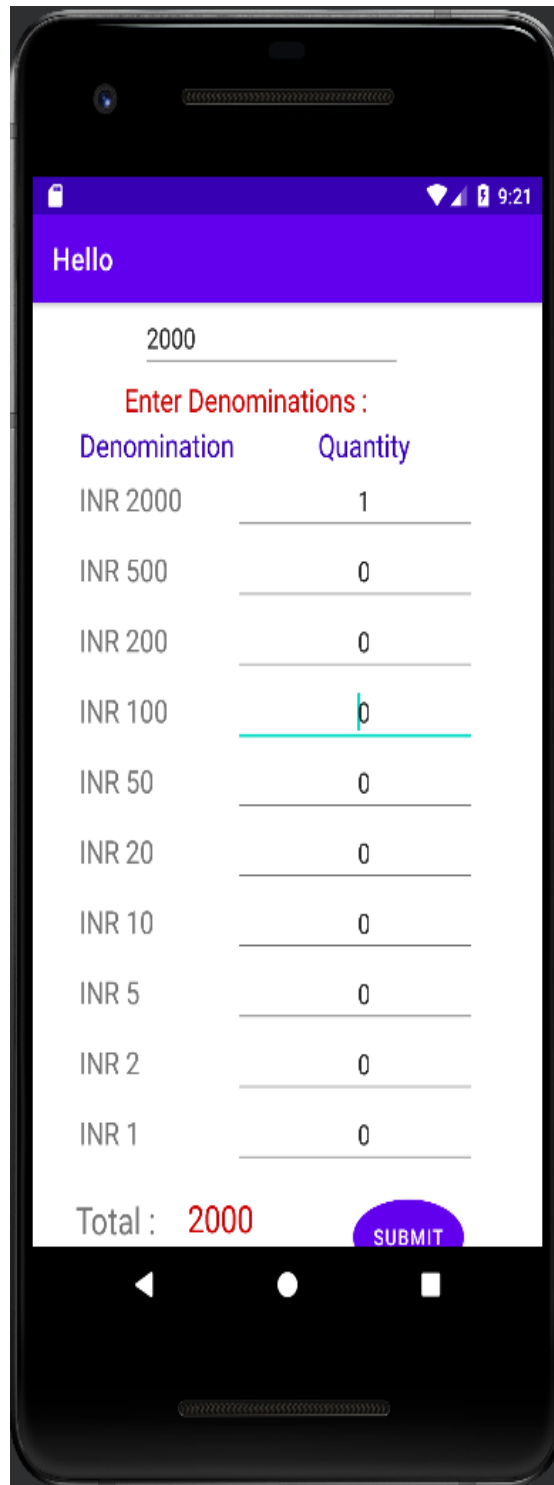 9:21
Hello
2000
Enter Denominations :
Denomination Quantity
INR 2000 1
INR 500 0
INR 200 0
INR 100 0
INR 50 0
INR 20 0
INR 10 0
INR 5 0
INR 2 0
INR 1 0
Total : 2000 SUBMIT